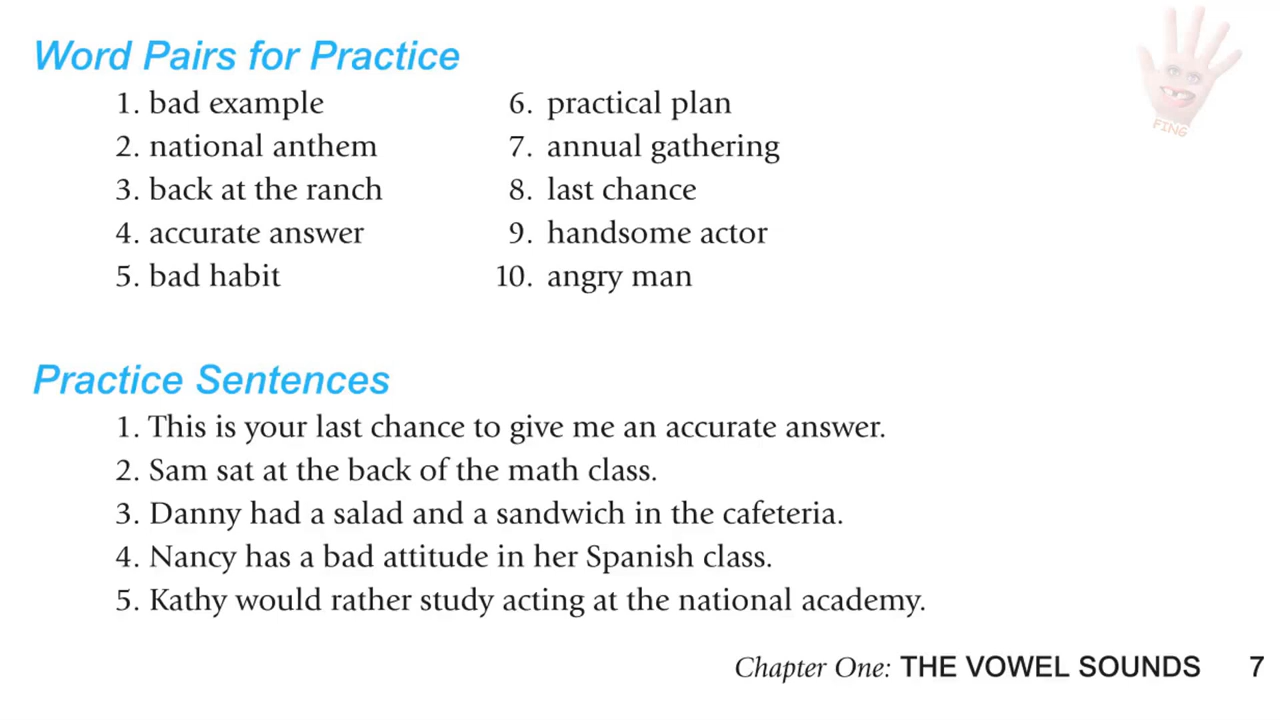 Word Pairs for Practice
1. bad example
2. national anthem
3. back at the ranch
4. accurate answer
5. bad habit
6. practical plan
7. annual gathering
8. last chance
9. handsome actor
10. angry man
Practice Sentences
1. This is your last chance to give me an accurate answer.
2. Sam sat at the back of the math class.
3. Danny had a salad and a sandwich in the cafeteria.
4. Nancy has a bad attitude in her Spanish class.
5. Kathy would rather study acting at the national academy.
Chapter One: THE VOWEL SOUNDS 7
FING